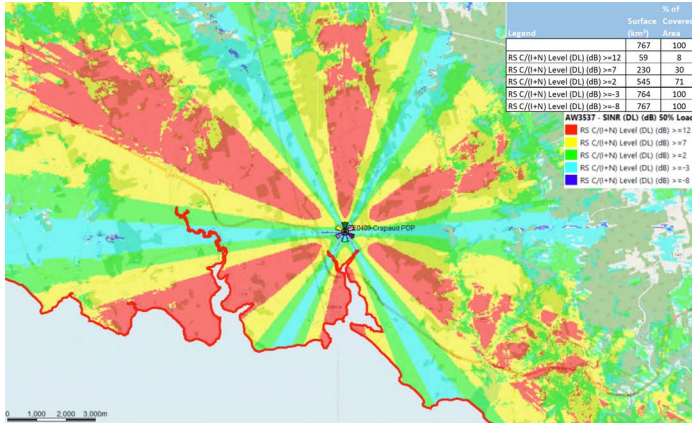 Legend Surface (km²) % of Covered Area
767 100
RS C/(I+N) Level (DL) (dB) >=12 59 8
RS C/(I+N) Level (DL) (dB) >=7 230 30
RS C/(I+N) Level (DL) (dB) >=2 545 71
RS C/(I+N) Level (DL) (dB) >=-3 764 100
RS C/(I+N) Level (DL) (dB) >=-8 767 100
AW3537 - SINR (DL) (dB) 50% Load
RS C/(I+N) Level (DL) (dB) >=12
RS C/(I+N) Level (DL) (dB) >=7
RS C/(I+N) Level (DL) (dB) >=2
RS C/(I+N) Level (DL) (dB) >=-3
RS C/(I+N) Level (DL) (dB) >=-8
E0409-Crapaud POP
0 1,000 2,000 3,000m